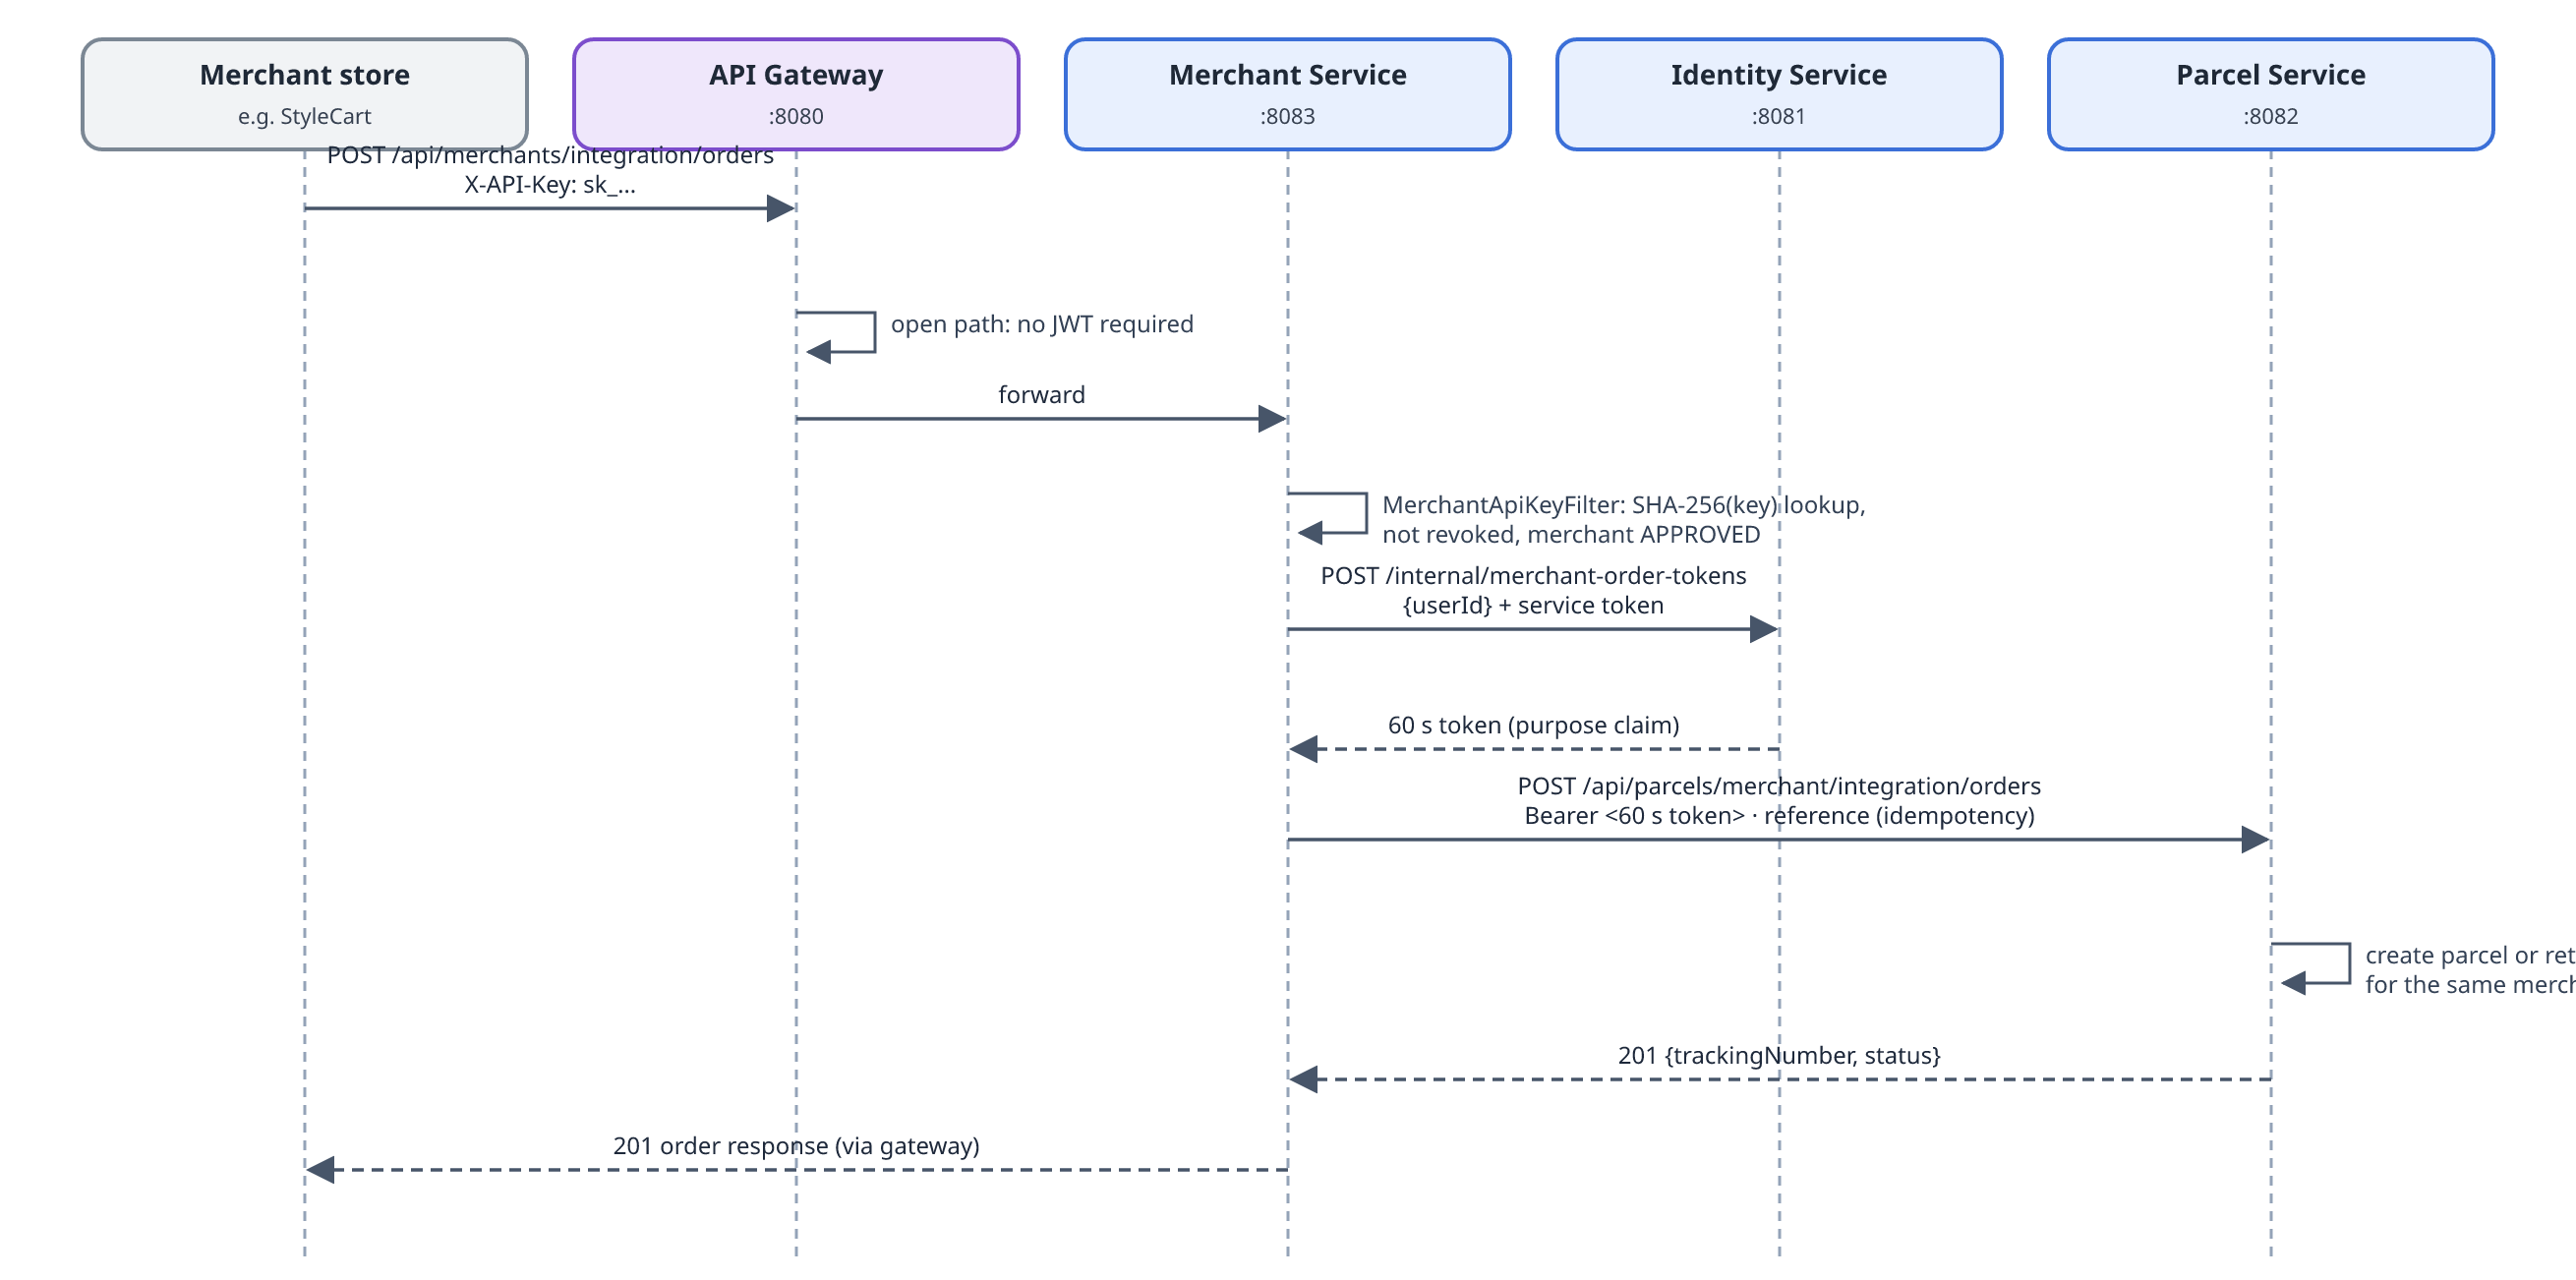 Merchant store
e.g. StyleCart
API Gateway
:8080
Merchant Service
:8083
Identity Service
:8081
Parcel Service
:8082
POST /api/merchants/integration/orders
X-API-Key: sk_...
open path: no JWT required
forward
MerchantApiKeyFilter: SHA-256(key) lookup,
not revoked, merchant APPROVED
POST /internal/merchant-order-tokens
{userId} + service token
60 s token (purpose claim)
POST /api/parcels/merchant/integration/orders
Bearer <60 s token> · reference (idempotency)
create parcel or ret
for the same merch
201 {trackingNumber, status}
201 order response (via gateway)